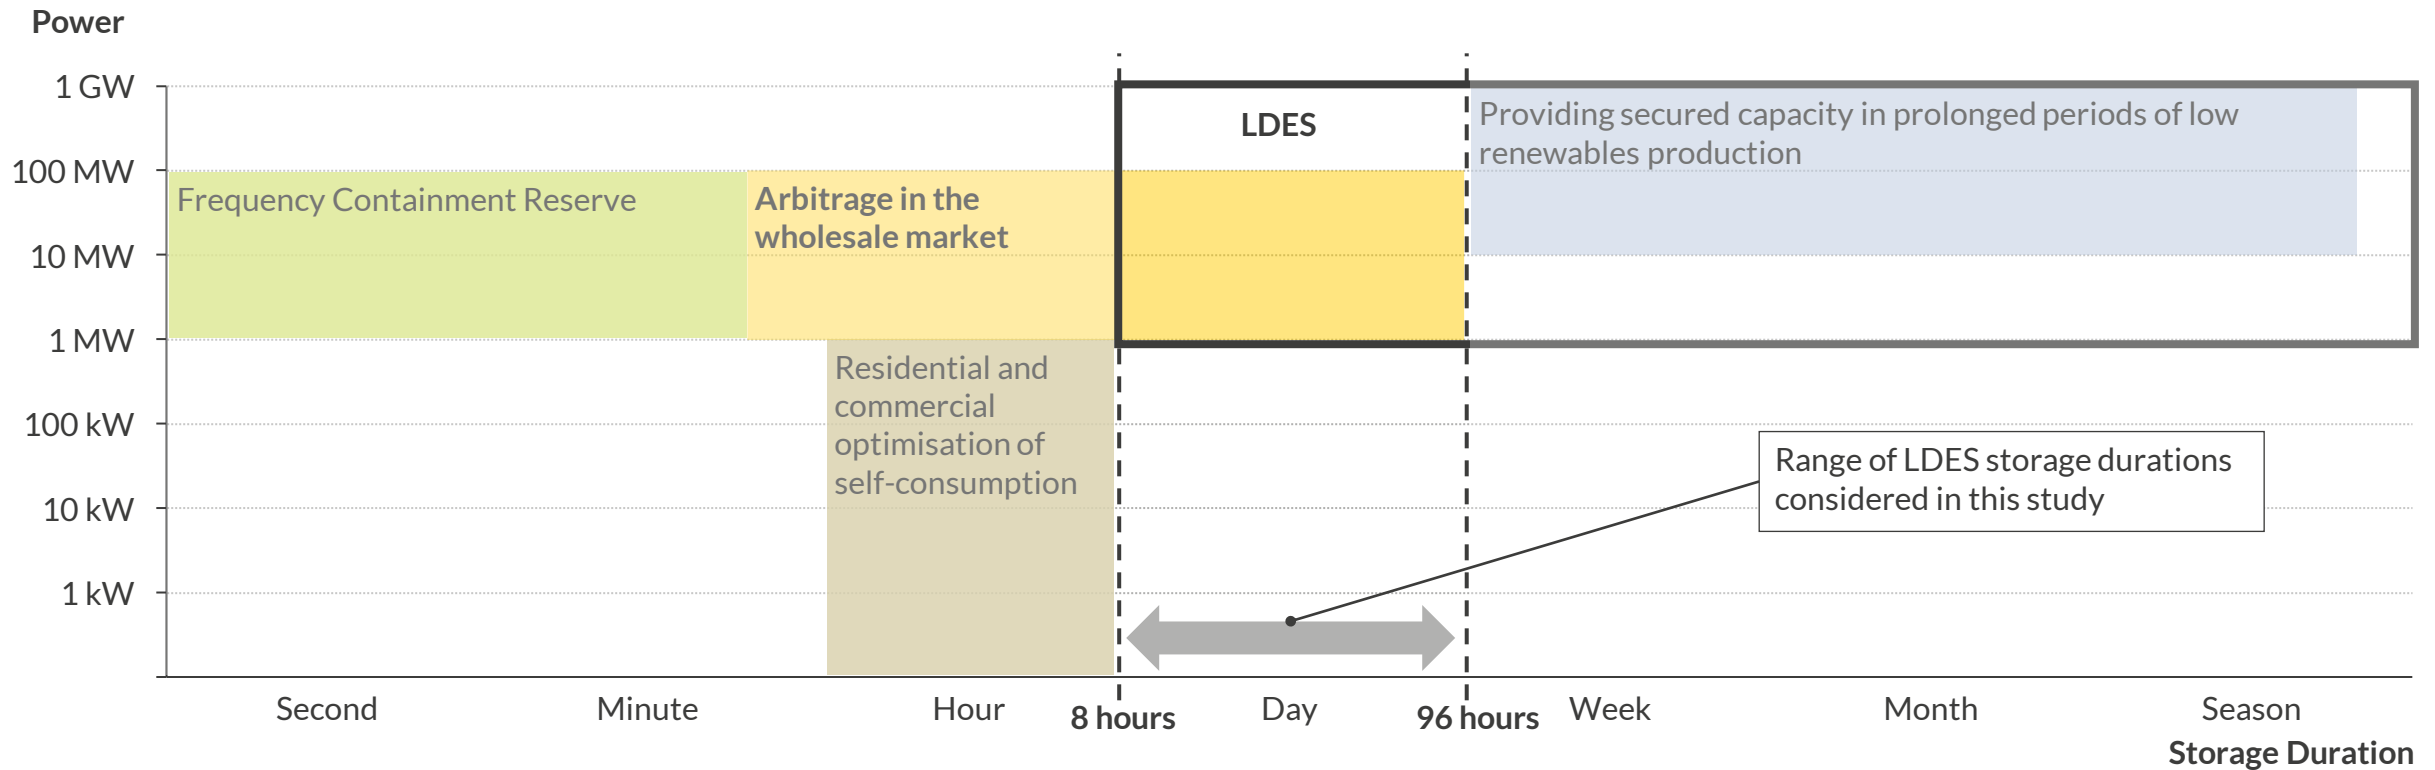 Power
1 GW
100 MW
10 MW
1 MW
100 kW
10 kW
1 kW
LDES
Providing secured capacity in prolonged periods of low
renewables production
Frequency Containment Reserve
Arbitrage in the
wholesale market
Residential and
commercial
optimisation of
self-consumption
Range of LDES storage durations
considered in this study
Second
Minute
Hour
8 hours
Day
96 hours
Week
Month
Season
Storage Duration